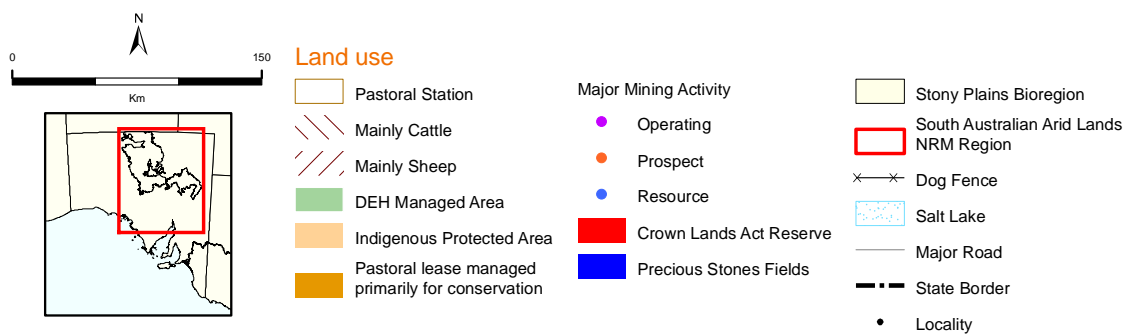 N
0 150
Km
Land use
Pastoral Station
Mainly Cattle
Mainly Sheep
DEH Managed Area
Indigenous Protected Area
Pastoral lease managed
primarily for conservation
Major Mining Activity
Operating
Prospect
Resource
Crown Lands Act Reserve
Precious Stones Fields
Stony Plains Bioregion
South Australian Arid Lands
NRM Region
Dog Fence
Salt Lake
Major Road
State Border
Locality